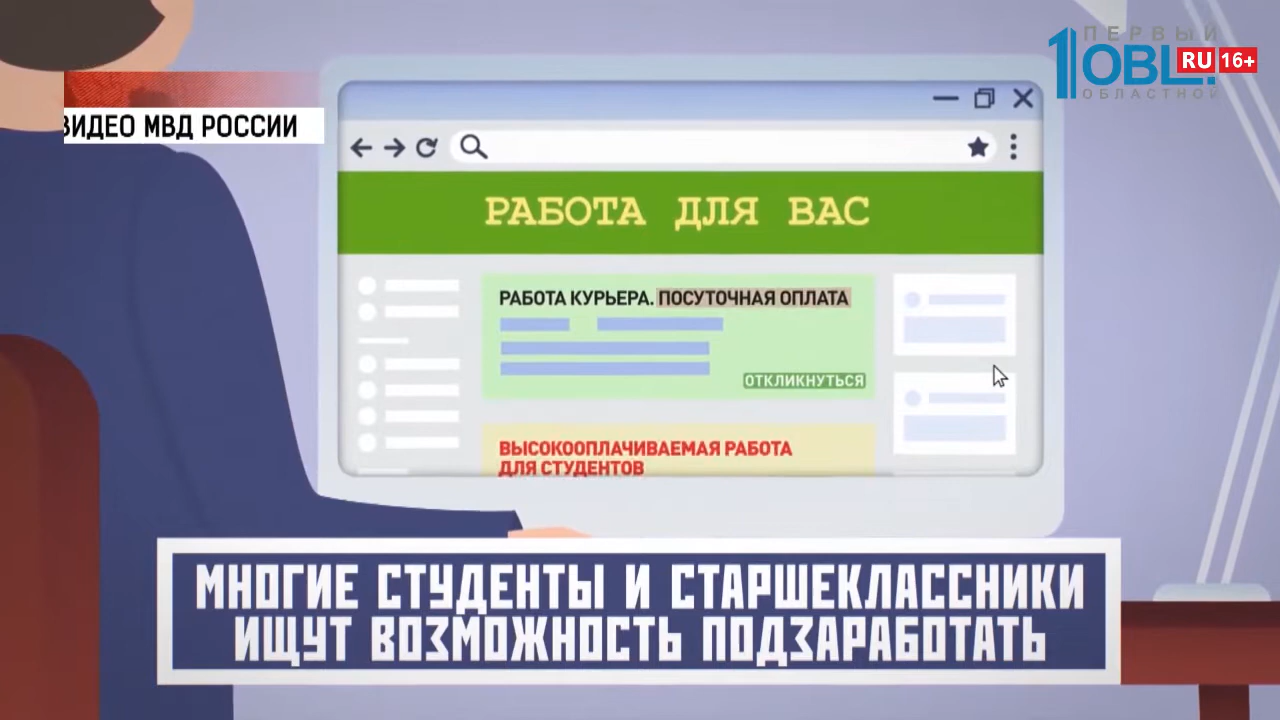 ПЕРВЫЙ
1OBL.
RU 16+
ОБЛАСТНОЙ
ВИДЕО МВД РОССИИ
РАБОТА ДЛЯ ВАС
РАБОТА КУРЬЕРА. ПОСУТОЧНАЯ ОПЛАТА
ОТКЛИКНУТЬСЯ
ВЫСОКООПЛАЧИВАЕМАЯ РАБОТА
ДЛЯ СТУДЕНТОВ
МНОГИЕ СТУДЕНТЫ И СТАРШЕКЛАССНИКИ
ИЩУТ ВОЗМОЖНОСТЬ ПОДЗАРАБОТАТЬ